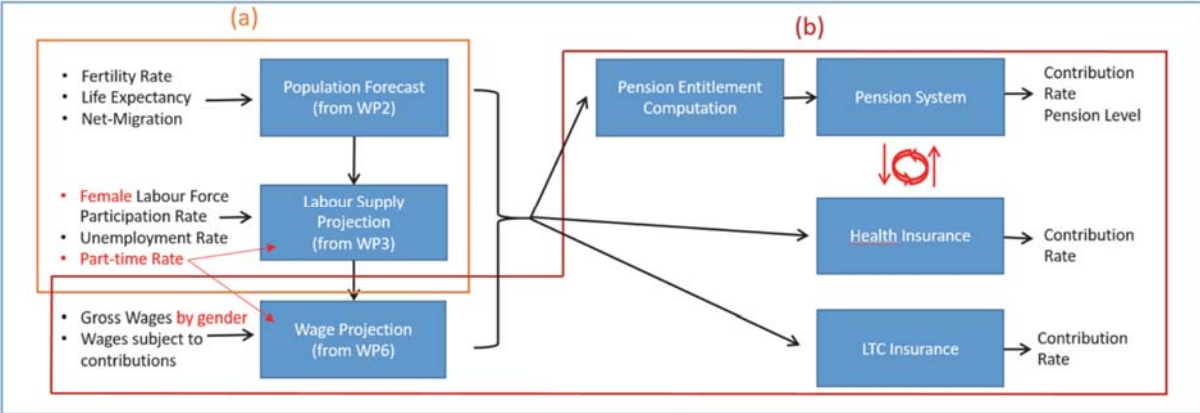 (a)
(b)
• Fertility Rate
• Life Expectancy
• Net-Migration
Population Forecast
(from WP2)
Pension Entitlement
Computation
Pension System
Contribution
Rate
Pension Level
• Female Labour Force
Participation Rate
• Unemployment Rate
• Part-time Rate
Labour Supply
Projection
(from WP3)
Health Insurance
Contribution
Rate
• Gross Wages by gender
• Wages subject to
contributions
Wage Projection
(from WP6)
LTC Insurance
Contribution
Rate